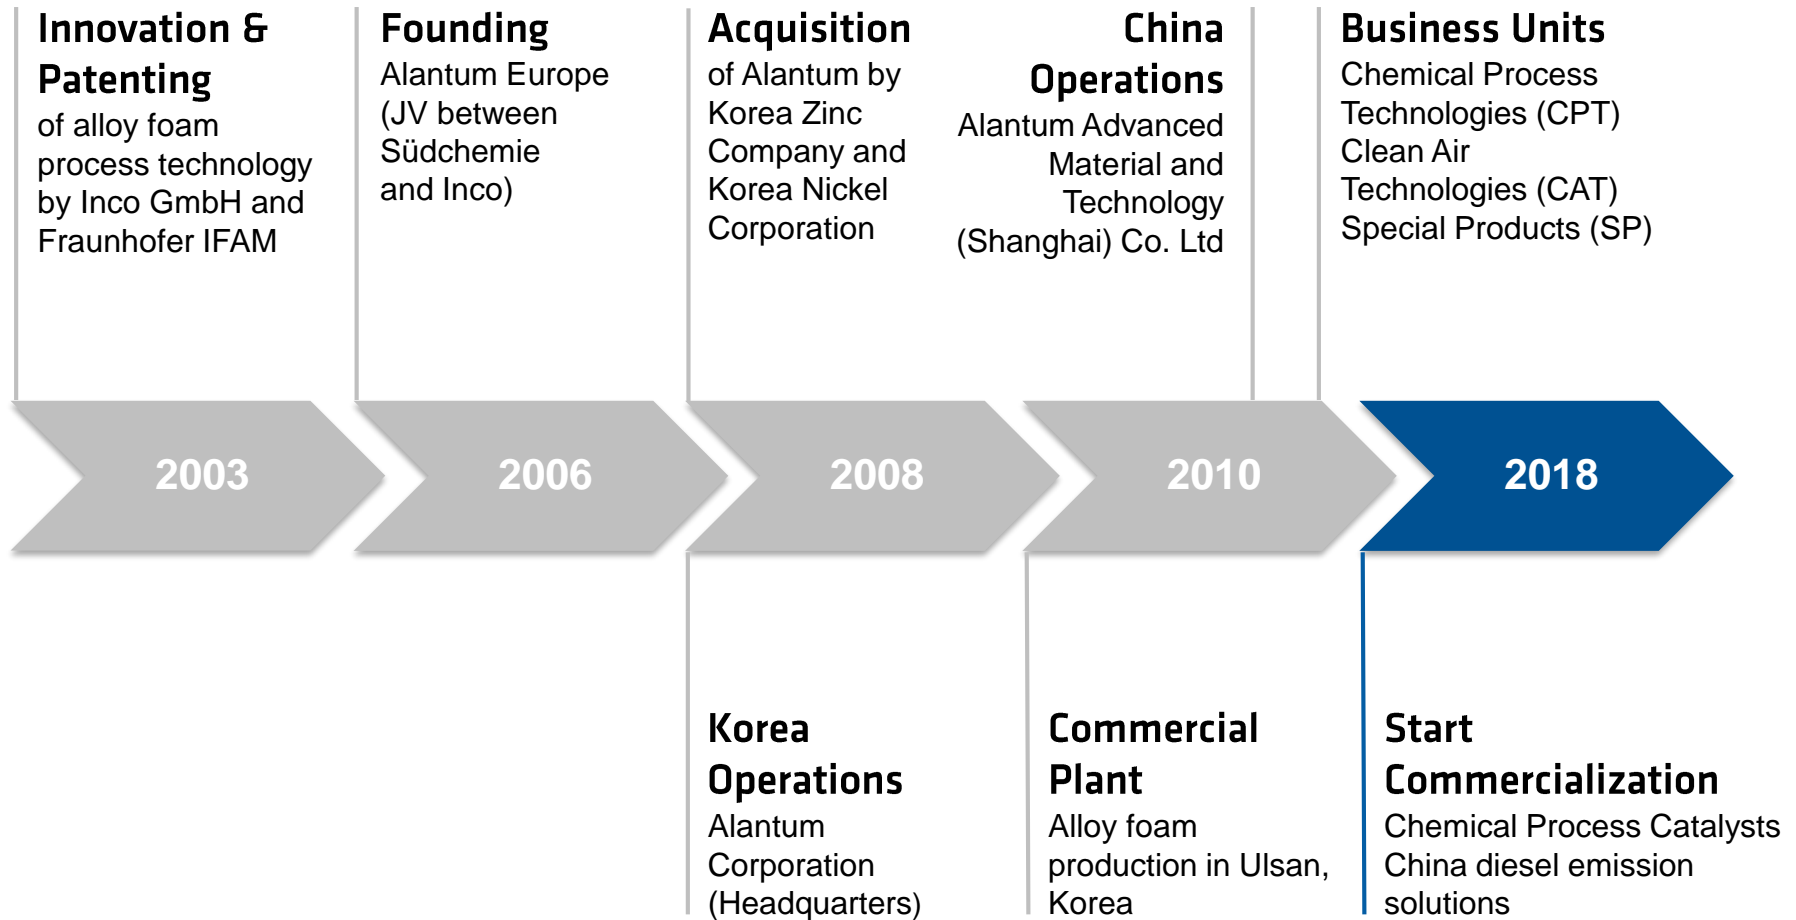 Innovation &
Patenting
of alloy foam
process technology
by Inco GmbH and
Fraunhofer IFAM
Founding
Alantum Europe
(JV between
Südchemie
and Inco)
Acquisition
of Alantum by
Korea Zinc
Company and
Korea Nickel
Corporation
China
Operations
Alantum Advanced
Material and
Technology
(Shanghai) Co. Ltd
Business Units
Chemical Process
Technologies (CPT)
Clean Air
Technologies (CAT)
Special Products (SP)
2003
2006
2008
2010
2018
Korea
Operations
Alantum
Corporation
(Headquarters)
Commercial
Plant
Alloy foam
production in Ulsan,
Korea
Start
Commercialization
Chemical Process Catalysts
China diesel emission
solutions